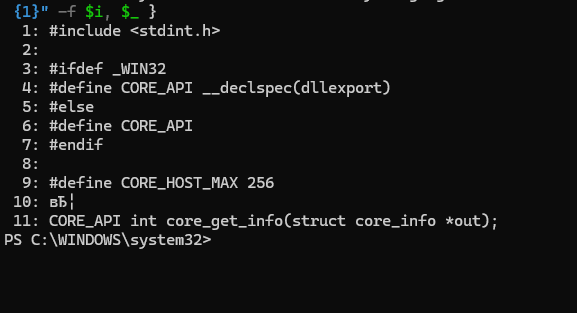 {1}" -f $i, $_ }
1: #include <stdint.h>
2:
3: #ifdef _WIN32
4: #define CORE_API __declspec(dllexport)
5: #else
6: #define CORE_API
7: #endif
8:
9: #define CORE_HOST_MAX 256
10: вЂ¦
11: CORE_API int core_get_info(struct core_info *out);
PS C:\WINDOWS\system32>